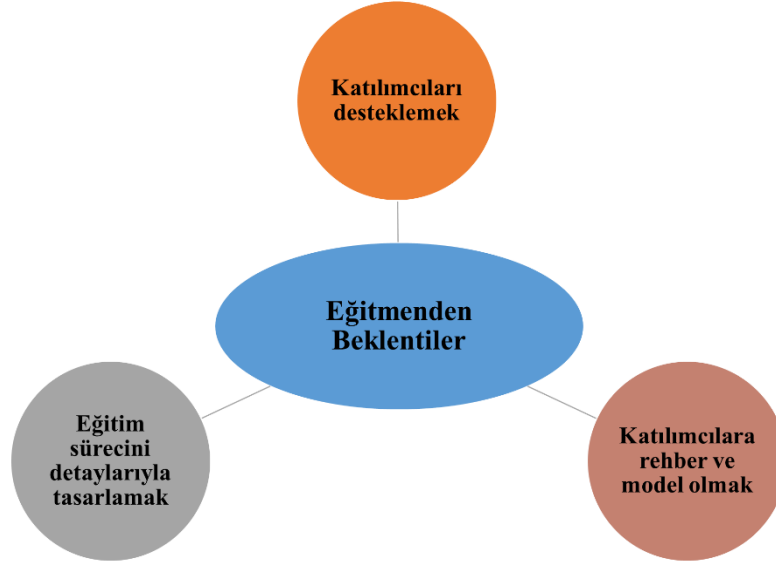 Katılımcıları
desteklemek
Eğitmenden
Beklentiler
Eğitim
sürecini
detaylarıyla
tasarlamak
Katılımcılara
rehber ve
model olmak